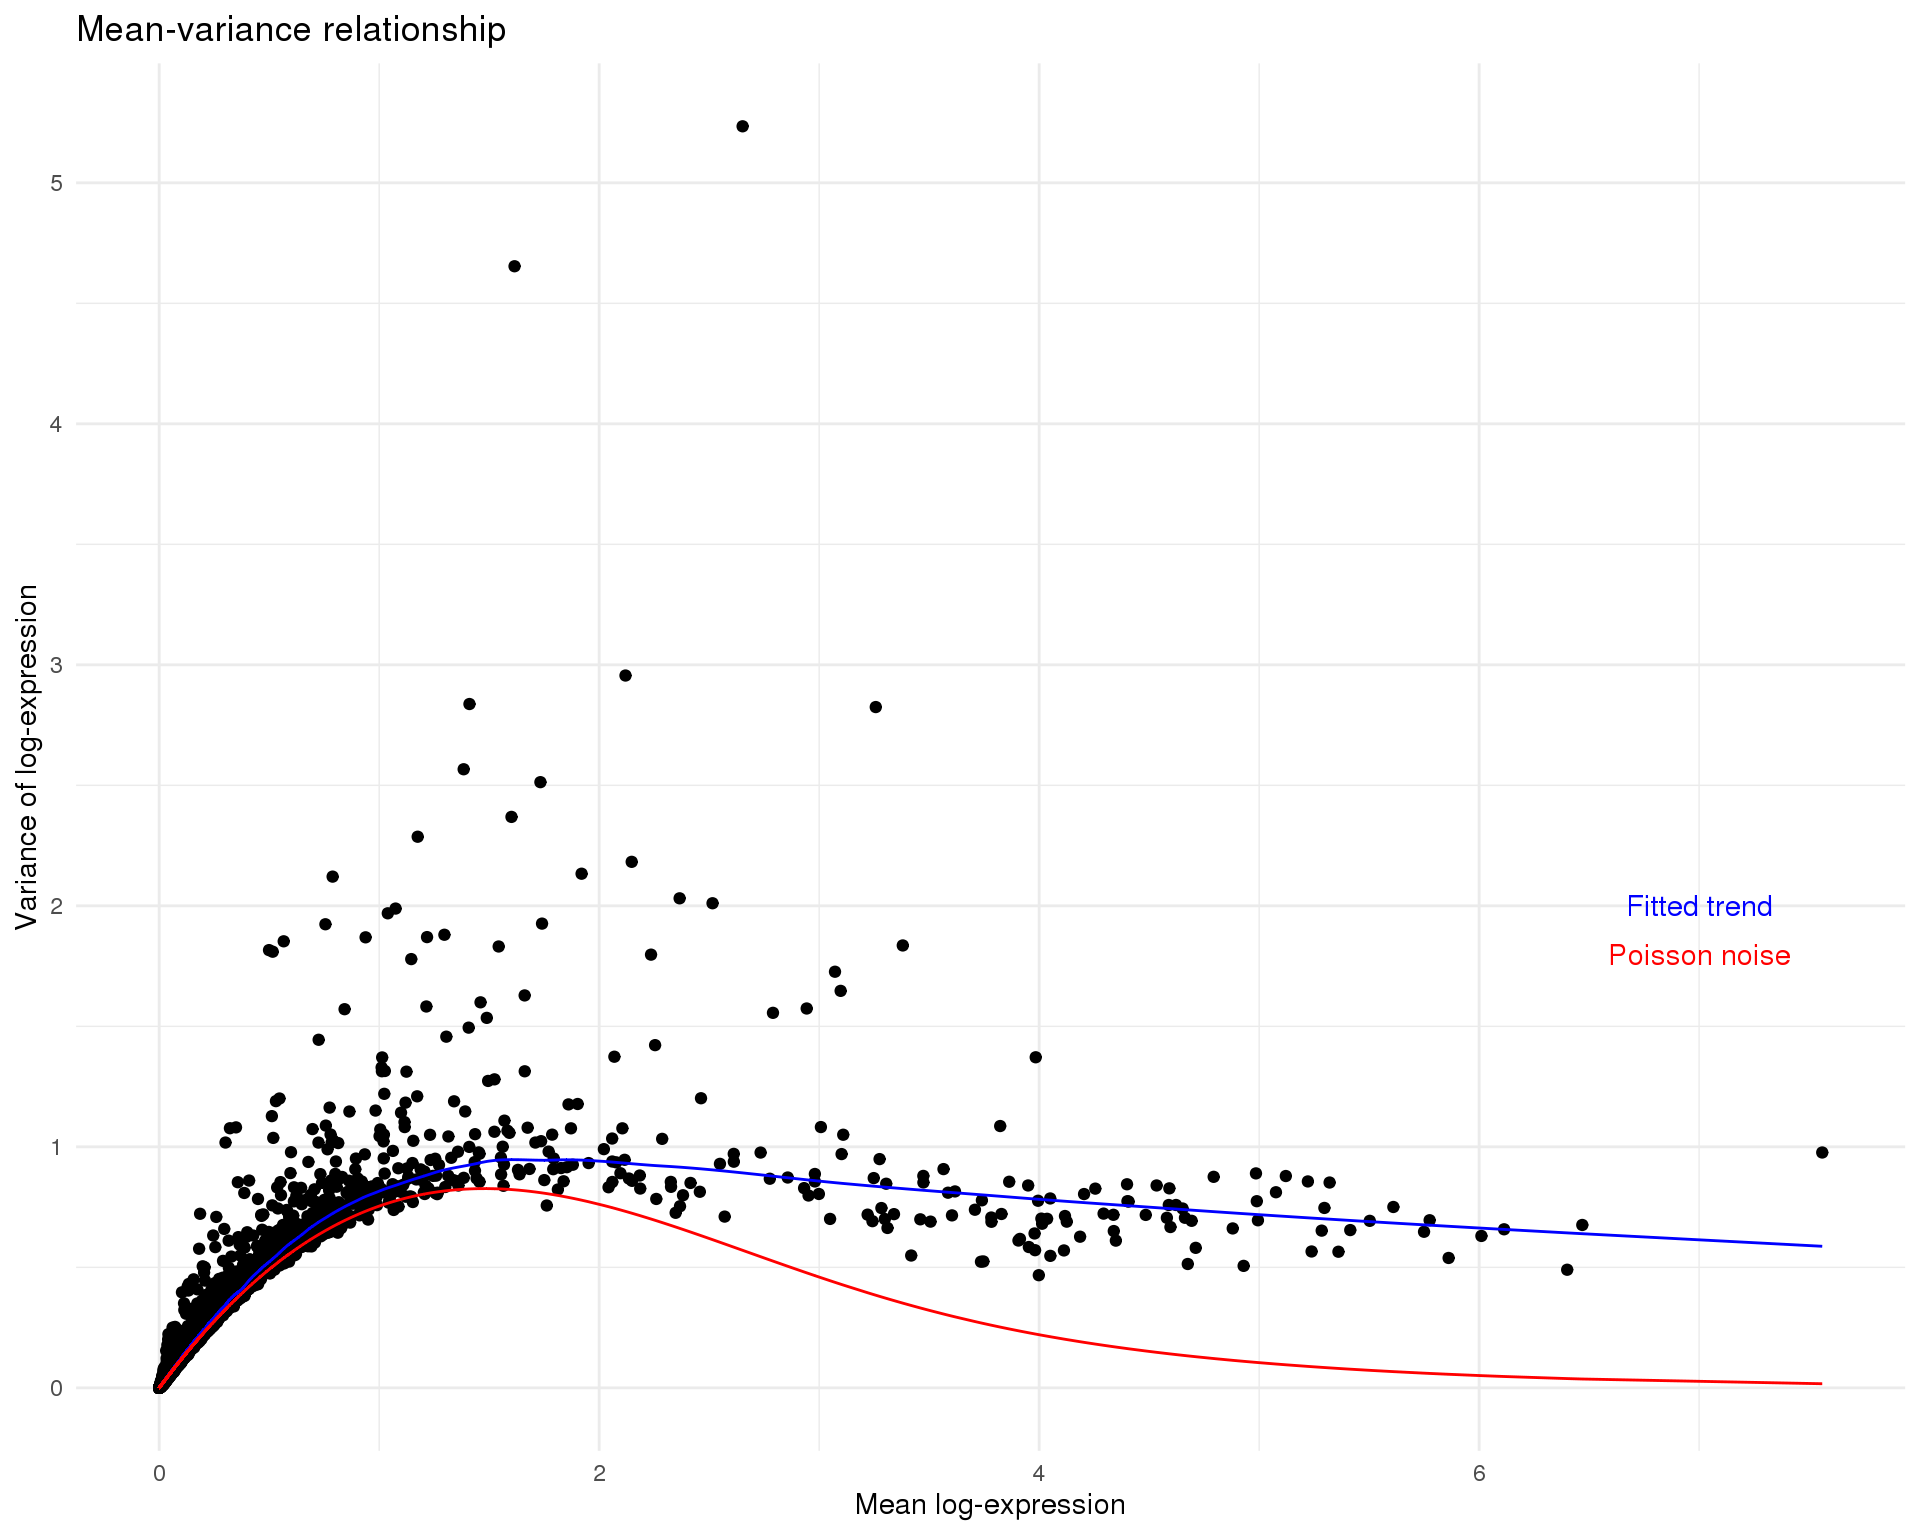 Mean-variance relationship
5
4
3
2
1
0
Variance of log-expression
Fitted trend
Poisson noise
0
2
4
6
Mean log-expression